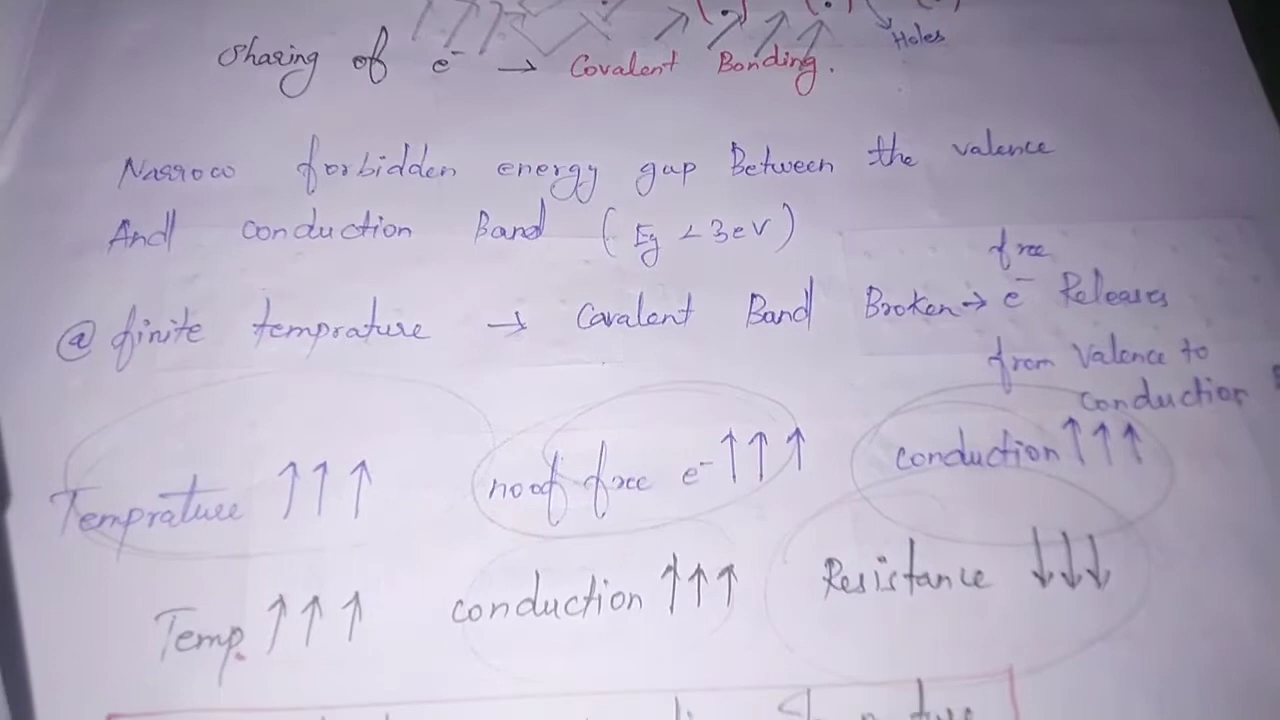 Holes
Sharing of e⁻ → Covalent Bonding.
Narrow forbidden energy gap Between the valence
And conduction Band (Eg < 3eV)
free
@ finite temprature → Cavalent Band Broken → e⁻ Releases
from Valence to
conduction
Temprature ↑↑↑ no of free e⁻ ↑↑↑ conduction ↑↑↑
Temp. ↑↑↑ conduction ↑↑↑ Resistance ↓↓↓